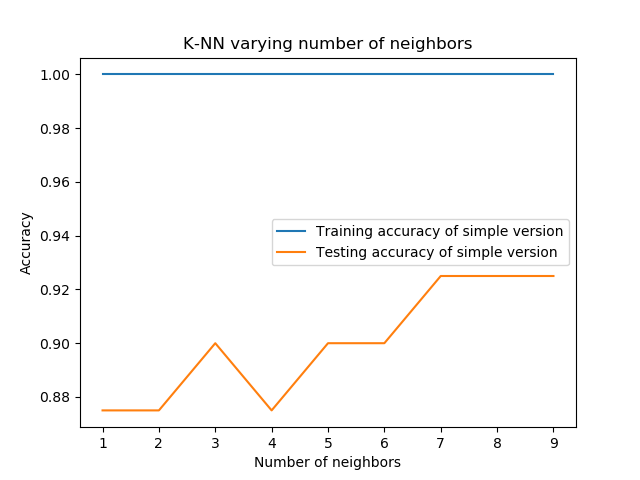 K-NN varying number of neighbors
1.00
0.98
0.96
0.94
0.92
0.90
0.88
Accuracy
Training accuracy of simple version
Testing accuracy of simple version
1 2 3 4 5 6 7 8 9
Number of neighbors